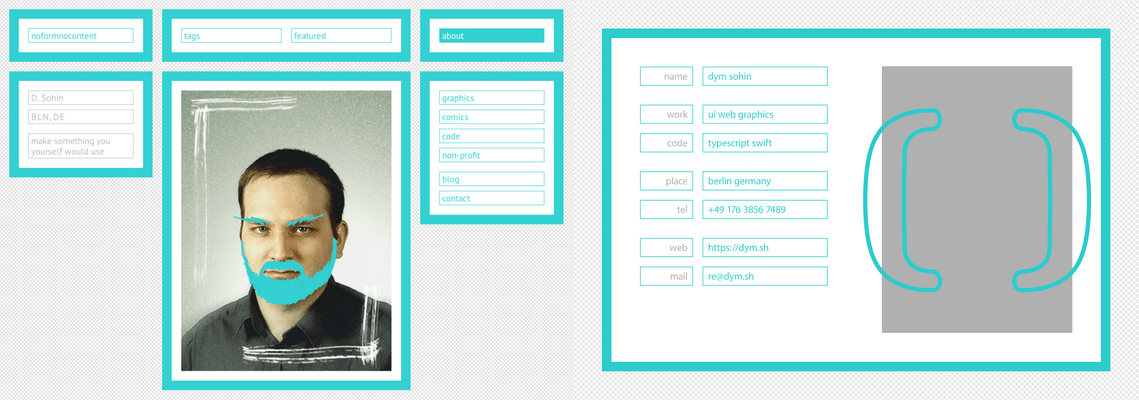 noformnocontent
tags
featured
about
D. Sohin
BLN, DE
make something you
yourself would use
graphics
comics
code
non-profit
blog
contact
name dym sohin
work ui web graphics
code typescript swift
place berlin germany
tel +49 176 3856 7489
web https://dym.sh
mail re@dym.sh